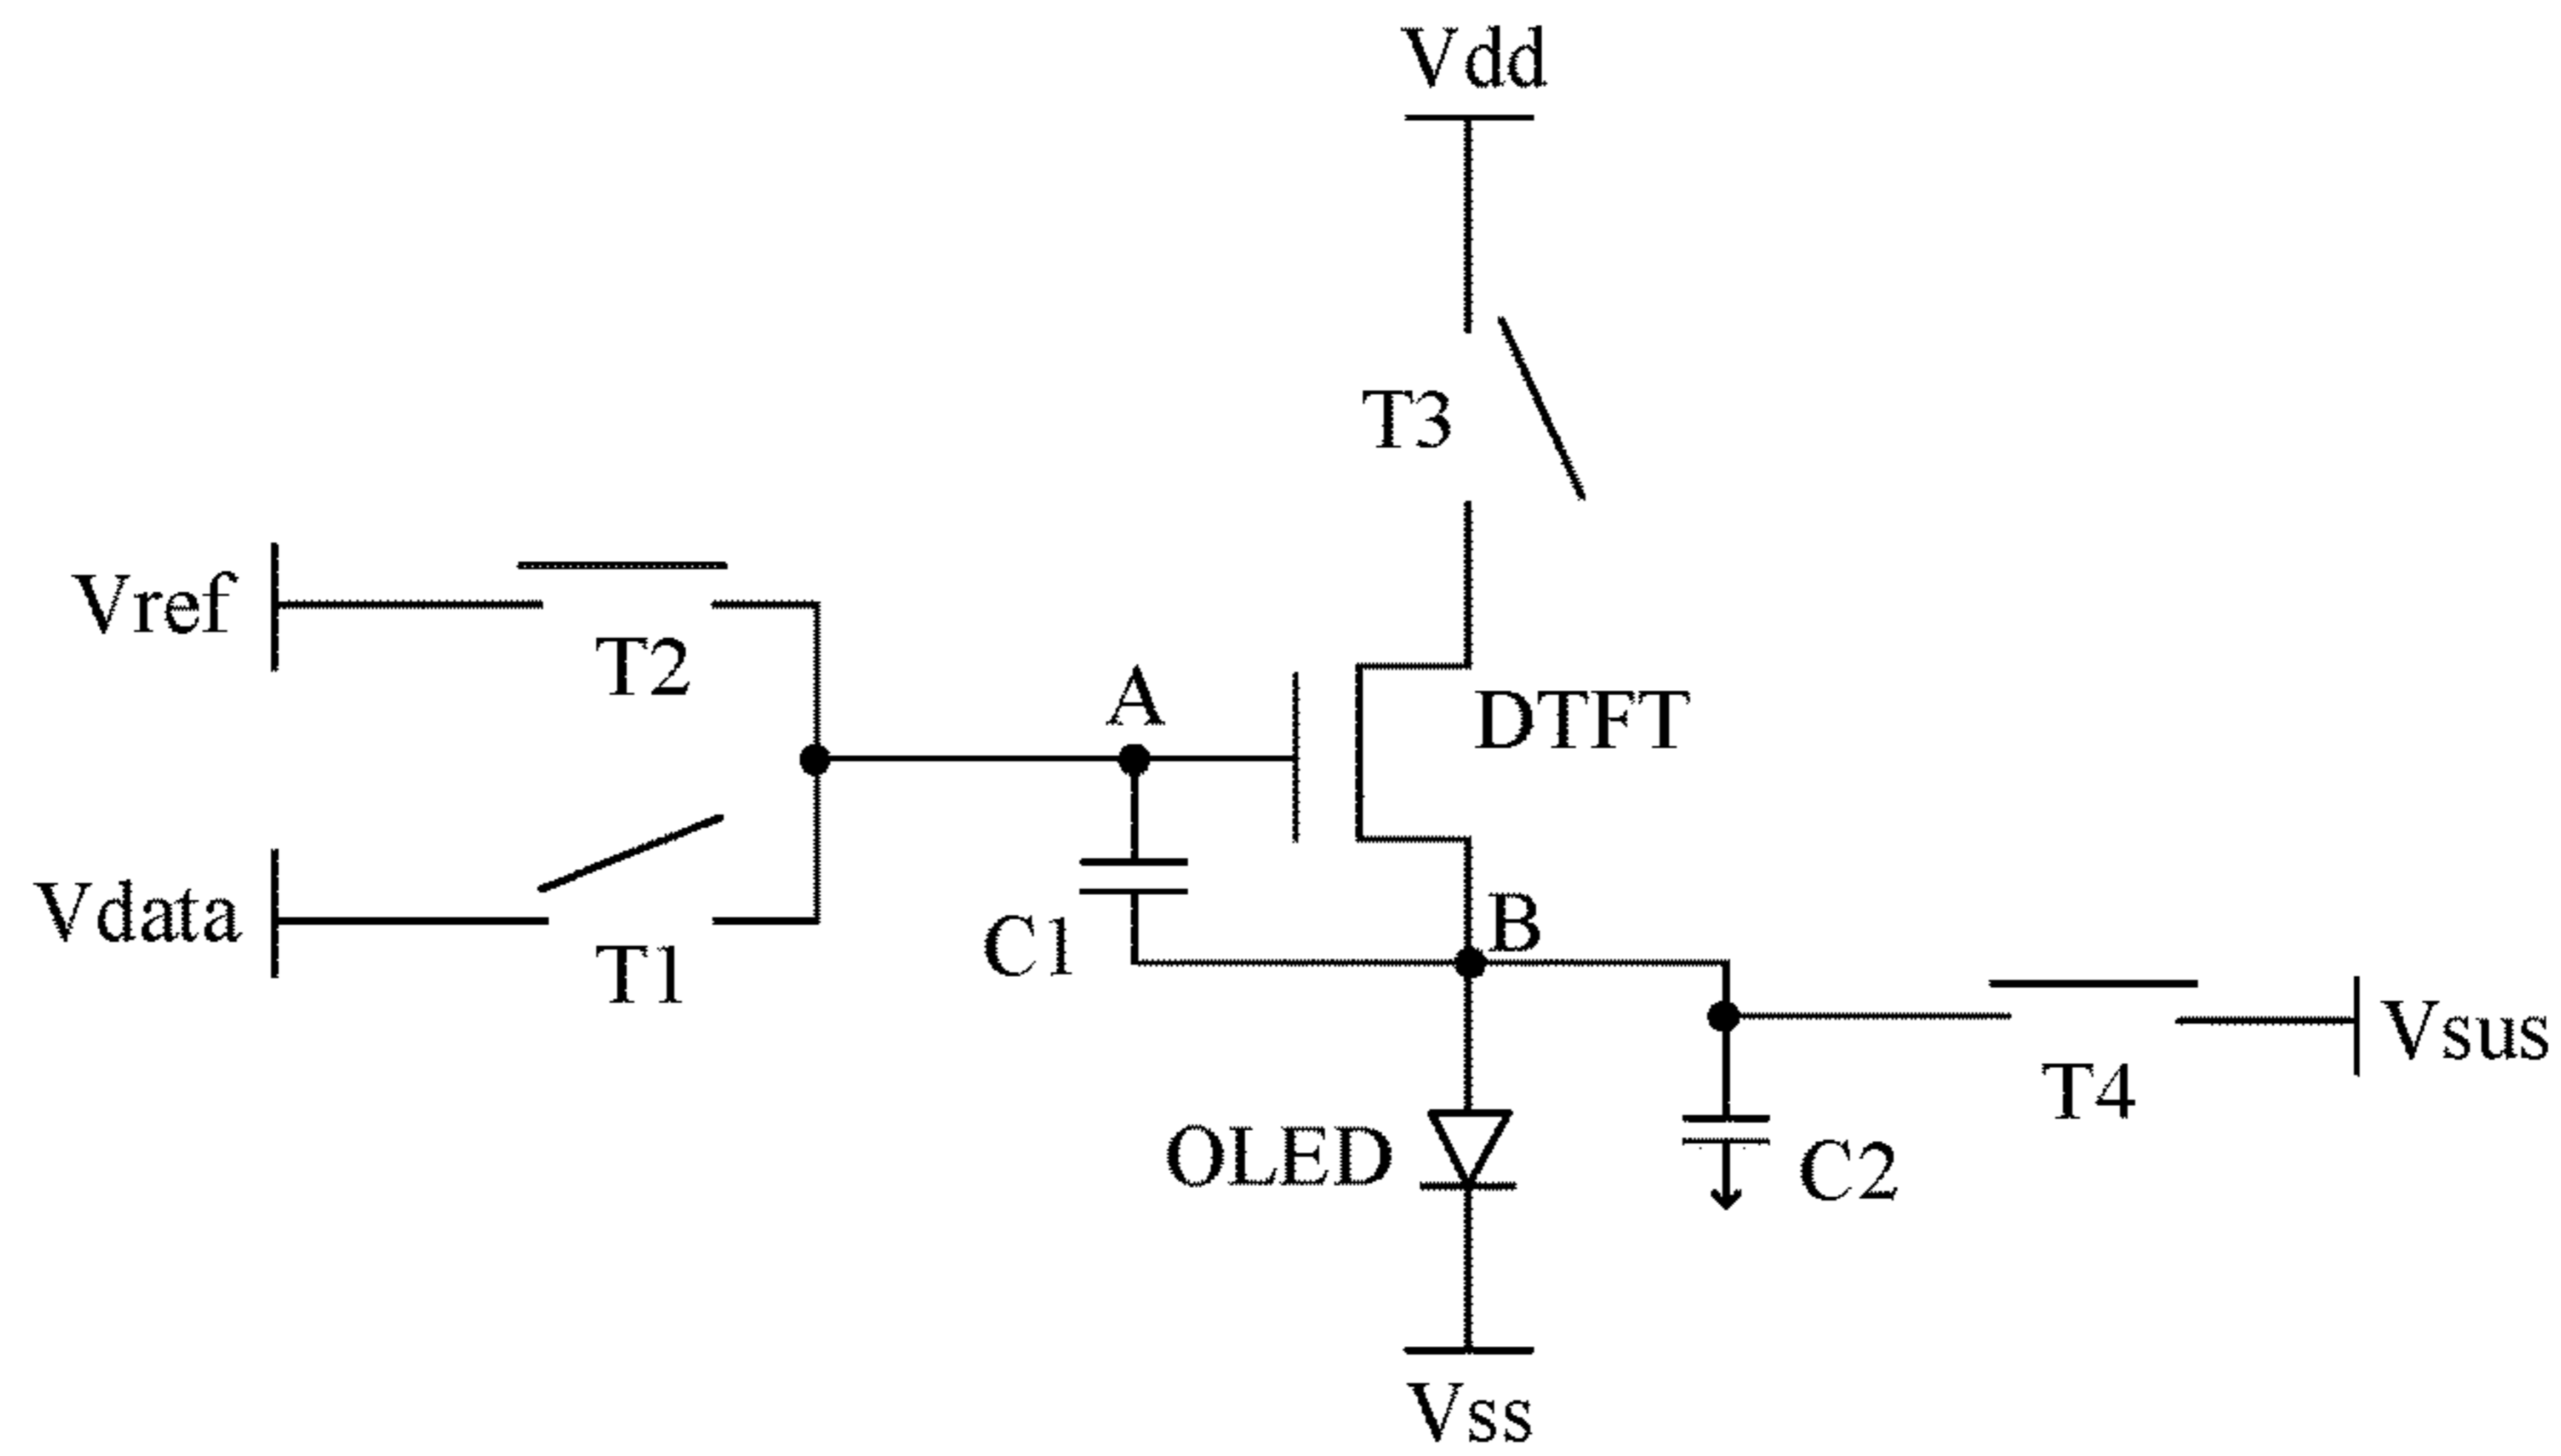 Vdd
T3
Vref
T2
A
DTFT
Vdata
T1
C1
B
Vsus
T4
OLED
C2
Vss